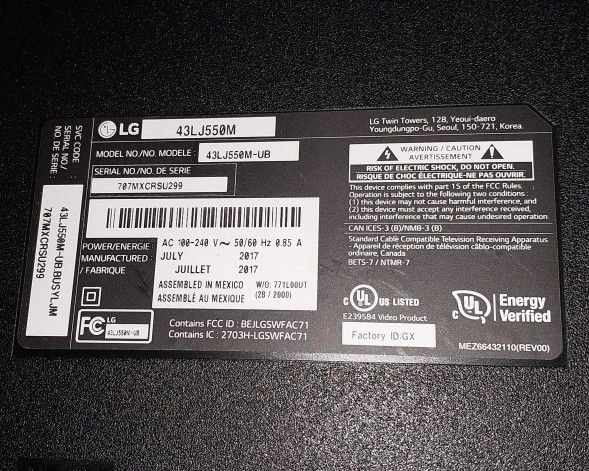 SVC CODE:
SERIAL NO./
NO. DE SÉRIE:
43LJ550M-UB.BUSYLJM
707MXCRSU299
LG
43LJ550M
MODEL NO./NO. MODELE :
43LJ550M-UB
SERIAL NO./NO. DE SERIE
707MXCRSU299
POWER/ENERGIE:
MANUFACTURED:
/ FABRIQUE
AC 100-240 V~ 50/60 Hz 0.85 A
JULY 2017
JUILLET 2017
ASSEMBLED IN MEXICO W/O: 771L00UT
ASSEMBLÉ AU MEXIQUE (28 / 2000)
FC
LG
43LJ550M-UB
Contains FCC ID : BEJLGSWFAC71
Contains IC : 2703H-LGSWFAC71
LG Twin Towers, 128, Yeoui-daero
Youngdungpo-Gu, Seoul, 150-721, Korea.
WARNING / CAUTION
AVERTISSEMENT
RISK OF ELECTRIC SHOCK, DO NOT OPEN.
RISQUE DE CHOC ÉLECTRIQUE-NE PAS OUVRIR
This device complies with part 15 of the FCC Rules
Operation is subject to the following two conditions:
(1) this device may not cause harmful interference, and
(2) this device must accept any interference received,
including interference that may cause undesired operation.
CAN ICES-3 (B)/NMB-3 (B)
Standard Cable Compatible Television Receiving Apparatus
- Appareil de réception de télévision câblo-compatible
ordinaire, Canada
BETS-7 / NTMR-7
C UL US LISTED
E239584 Video Product
Factory ID:GX
C UL Energy
Verified
MEZ66432110(REV00)